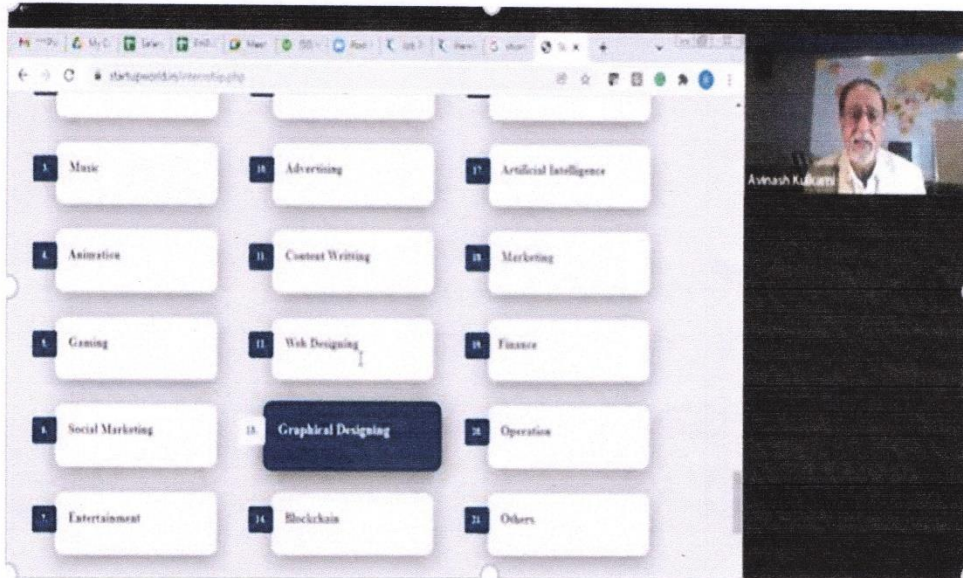 startupworld.in/internship.php
3. Music
10. Advertising
17. Artificial Intelligence
4. Animation
11. Content Writting
18. Marketing
5. Gaming
12. Web Designing
19. Finance
6. Social Marketing
13. Graphical Designing
20. Operation
7. Entertainment
14. Blockchain
21. Others
Avinash Kulkarni